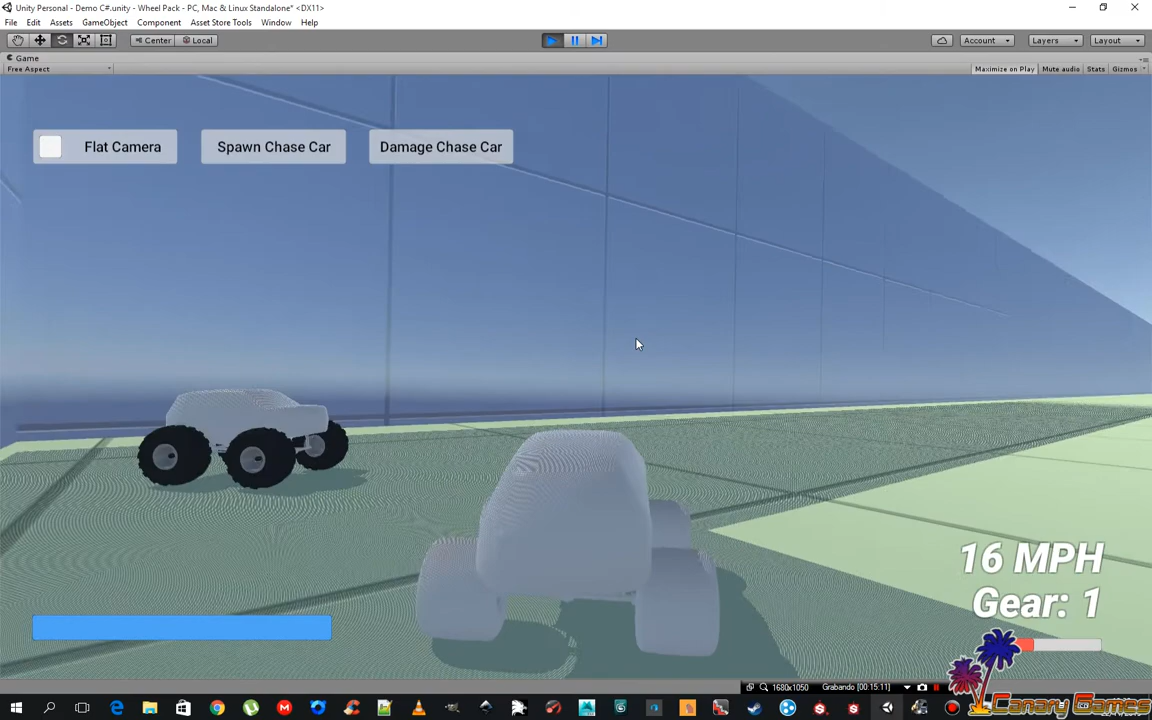 Unity Personal - Demo C#.unity - Wheel Pack - PC, Mac & Linux Standalone* <DX11>
File Edit Assets GameObject Component Asset Store Tools Window Help
Center Local Account Layers Layout
Game
Free Aspect Maximize on Play Mute audio Stats Gizmos
Flat Camera Spawn Chase Car Damage Chase Car
16 MPH
Gear: 1
1680x1050 Grabando [00:15:11]
Canary Games